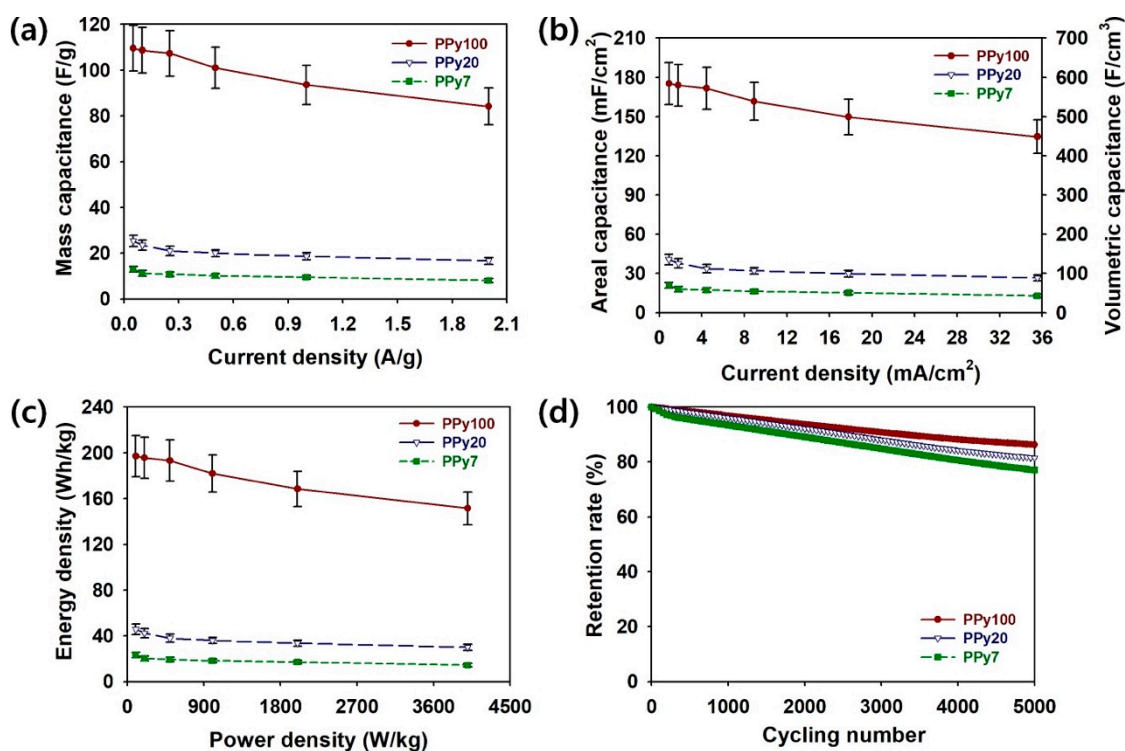 (a)
Mass capacitance (F/g)
120
100
80
60
40
20
0
PPy100
PPy20
PPy7
0.0 0.3 0.6 0.9 1.2 1.5 1.8 2.1
Current density (A/g)
(b)
Areal capacitance (mF/cm²)
210
180
150
120
90
60
30
0
PPy100
PPy20
PPy7
700
600
500
400
300
200
100
0
Volumetric capacitance (F/cm³)
0 4 8 12 16 20 24 28 32 36
Current density (mA/cm²)
(c)
Energy density (Wh/kg)
240
200
160
120
80
40
0
PPy100
PPy20
PPy7
0 900 1800 2700 3600 4500
Power density (W/kg)
(d)
Retention rate (%)
100
80
60
40
20
0
PPy100
PPy20
PPy7
0 1000 2000 3000 4000 5000
Cycling number